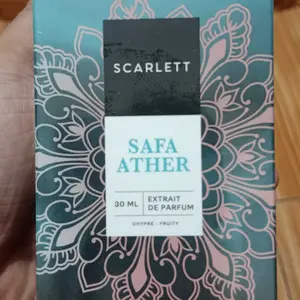 SCARLETT
SAFA
ATHER
30 ML
EXTRAIT
DE PARFUM
CHYPRE - FRUITY